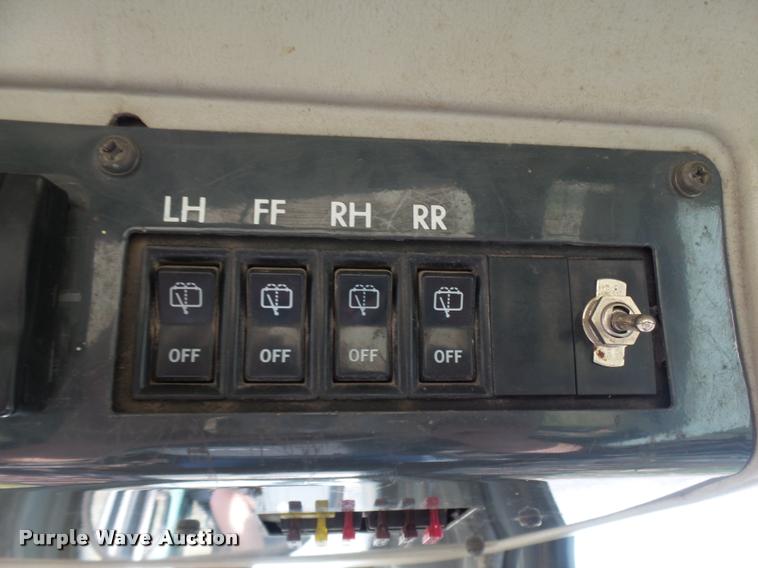 LH FF RH RR
OFF OFF OFF OFF
Purple Wave Auction